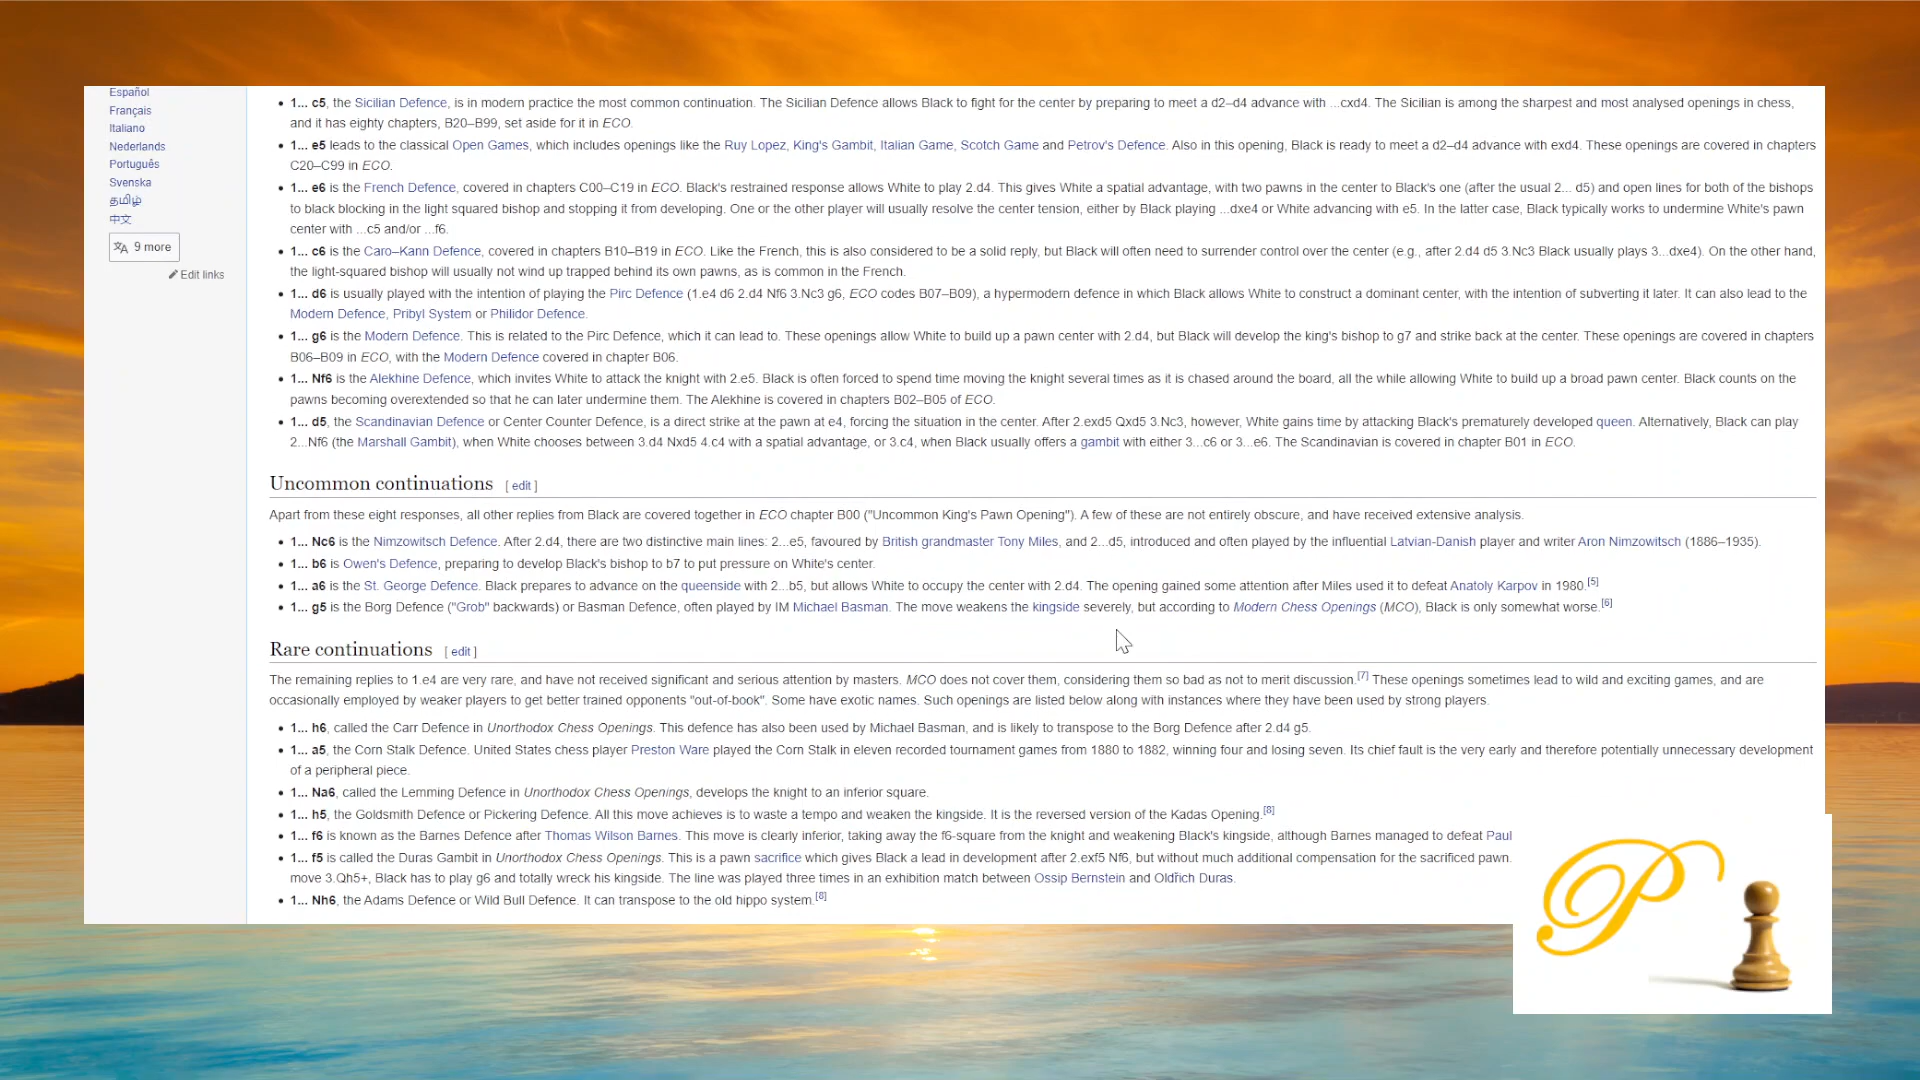 Español
Français
Italiano
Nederlands
Português
Svenska
தமிழ்
中文
9 more
Edit links
• 1... c5, the Sicilian Defence, is in modern practice the most common continuation. The Sicilian Defence allows Black to fight for the center by preparing to meet a d2–d4 advance with ...cxd4. The Sicilian is among the sharpest and most analysed openings in chess,
and it has eighty chapters, B20–B99, set aside for it in ECO.
• 1... e5 leads to the classical Open Games, which includes openings like the Ruy Lopez, King's Gambit, Italian Game, Scotch Game and Petrov's Defence. Also in this opening, Black is ready to meet a d2–d4 advance with exd4. These openings are covered in chapters
C20–C99 in ECO.
• 1... e6 is the French Defence, covered in chapters C00–C19 in ECO. Black's restrained response allows White to play 2.d4. This gives White a spatial advantage, with two pawns in the center to Black's one (after the usual 2... d5) and open lines for both of the bishops
to black blocking in the light squared bishop and stopping it from developing. One or the other player will usually resolve the center tension, either by Black playing ...dxe4 or White advancing with e5. In the latter case, Black typically works to undermine White's pawn
center with ...c5 and/or ...f6.
• 1... c6 is the Caro–Kann Defence, covered in chapters B10–B19 in ECO. Like the French, this is also considered to be a solid reply, but Black will often need to surrender control over the center (e.g., after 2.d4 d5 3.Nc3 Black usually plays 3...dxe4). On the other hand,
the light-squared bishop will usually not wind up trapped behind its own pawns, as is common in the French.
• 1... d6 is usually played with the intention of playing the Pirc Defence (1.e4 d6 2.d4 Nf6 3.Nc3 g6, ECO codes B07–B09), a hypermodern defence in which Black allows White to construct a dominant center, with the intention of subverting it later. It can also lead to the
Modern Defence, Pribyl System or Philidor Defence.
• 1... g6 is the Modern Defence. This is related to the Pirc Defence, which it can lead to. These openings allow White to build up a pawn center with 2.d4, but Black will develop the king's bishop to g7 and strike back at the center. These openings are covered in chapters
B06–B09 in ECO, with the Modern Defence covered in chapter B06.
• 1... Nf6 is the Alekhine Defence, which invites White to attack the knight with 2.e5. Black is often forced to spend time moving the knight several times as it is chased around the board, all the while allowing White to build up a broad pawn center. Black counts on the
pawns becoming overextended so that he can later undermine them. The Alekhine is covered in chapters B02–B05 of ECO.
• 1... d5, the Scandinavian Defence or Center Counter Defence, is a direct strike at the pawn at e4, forcing the situation in the center. After 2.exd5 Qxd5 3.Nc3, however, White gains time by attacking Black's prematurely developed queen. Alternatively, Black can play
2...Nf6 (the Marshall Gambit), when White chooses between 3.d4 Nxd5 4.c4 with a spatial advantage, or 3.c4, when Black usually offers a gambit with either 3...c6 or 3...e6. The Scandinavian is covered in chapter B01 in ECO.
Uncommon continuations [ edit ]
Apart from these eight responses, all other replies from Black are covered together in ECO chapter B00 ("Uncommon King's Pawn Opening"). A few of these are not entirely obscure, and have received extensive analysis.
• 1... Nc6 is the Nimzowitsch Defence. After 2.d4, there are two distinctive main lines: 2...e5, favoured by British grandmaster Tony Miles, and 2...d5, introduced and often played by the influential Latvian-Danish player and writer Aron Nimzowitsch (1886–1935).
• 1... b6 is Owen's Defence, preparing to develop Black's bishop to b7 to put pressure on White's center.
• 1... a6 is the St. George Defence. Black prepares to advance on the queenside with 2...b5, but allows White to occupy the center with 2.d4. The opening gained some attention after Miles used it to defeat Anatoly Karpov in 1980.[5]
• 1... g5 is the Borg Defence ("Grob" backwards) or Basman Defence, often played by IM Michael Basman. The move weakens the kingside severely, but according to Modern Chess Openings (MCO), Black is only somewhat worse.[6]
Rare continuations [ edit ]
The remaining replies to 1.e4 are very rare, and have not received significant and serious attention by masters. MCO does not cover them, considering them so bad as not to merit discussion.[7] These openings sometimes lead to wild and exciting games, and are
occasionally employed by weaker players to get better trained opponents "out-of-book". Some have exotic names. Such openings are listed below along with instances where they have been used by strong players.
• 1... h6, called the Carr Defence in Unorthodox Chess Openings. This defence has also been used by Michael Basman, and is likely to transpose to the Borg Defence after 2.d4 g5.
• 1... a5, the Corn Stalk Defence. United States chess player Preston Ware played the Corn Stalk in eleven recorded tournament games from 1880 to 1882, winning four and losing seven. Its chief fault is the very early and therefore potentially unnecessary development
of a peripheral piece.
• 1... Na6, called the Lemming Defence in Unorthodox Chess Openings, develops the knight to an inferior square.
• 1... h5, the Goldsmith Defence or Pickering Defence. All this move achieves is to waste a tempo and weaken the kingside. It is the reversed version of the Kadas Opening.[8]
• 1... f6 is known as the Barnes Defence after Thomas Wilson Barnes. This move is clearly inferior, taking away the f6-square from the knight and weakening Black's kingside, although Barnes managed to defeat Paul
• 1... f5 is called the Duras Gambit in Unorthodox Chess Openings. This is a pawn sacrifice which gives Black a lead in development after 2.exf5 Nf6, but without much additional compensation for the sacrificed pawn.
move 3.Qh5+, Black has to play g6 and totally wreck his kingside. The line was played three times in an exhibition match between Ossip Bernstein and Oldřich Duras.
• 1... Nh6, the Adams Defence or Wild Bull Defence. It can transpose to the old hippo system.[8]
P